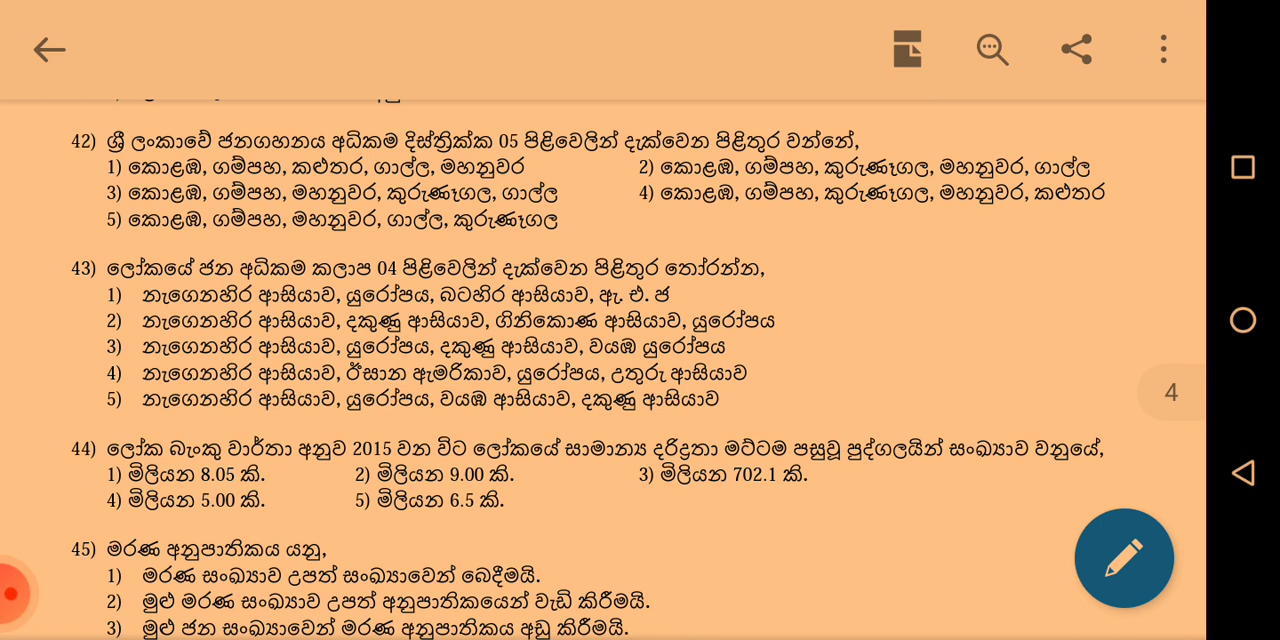 42) ශ්‍රී ලංකාවේ ජනගහනය අධිකම දිස්ත්‍රික්ක 05 පිළිවෙලින් දැක්වෙන පිළිතුර වන්නේ,
1) කොළඹ, ගම්පහ, කළුතර, ගාල්ල, මහනුවර 2) කොළඹ, ගම්පහ, කුරුණෑගල, මහනුවර, ගාල්ල
3) කොළඹ, ගම්පහ, මහනුවර, කුරුණෑගල, ගාල්ල 4) කොළඹ, ගම්පහ, කුරුණෑගල, මහනුවර, කළුතර
5) කොළඹ, ගම්පහ, මහනුවර, ගාල්ල, කුරුණෑගල
43) ලෝකයේ ජන අධිකම කලාප 04 පිළිවෙලින් දැක්වෙන පිළිතුර තෝරන්න,
1) නැගෙනහිර ආසියාව, යුරෝපය, බටහිර ආසියාව, ඇ. එ. ජ
2) නැගෙනහිර ආසියාව, දකුණු ආසියාව, ගිනිකොණ ආසියාව, යුරෝපය
3) නැගෙනහිර ආසියාව, යුරෝපය, දකුණු ආසියාව, වයඹ යුරෝපය
4) නැගෙනහිර ආසියාව, ඊසාන ඇමරිකාව, යුරෝපය, උතුරු ආසියාව
5) නැගෙනහිර ආසියාව, යුරෝපය, වයඹ ආසියාව, දකුණු ආසියාව
4
44) ලෝක බැංකු වාර්තා අනුව 2015 වන විට ලෝකයේ සාමාන්‍ය දරිද්‍රතා මට්ටම පසුවූ පුද්ගලයින් සංඛ්‍යාව වනුයේ,
1) මිලියන 8.05 කි. 2) මිලියන 9.00 කි. 3) මිලියන 702.1 කි.
4) මිලියන 5.00 කි. 5) මිලියන 6.5 කි.
45) මරණ අනුපාතිකය යනු,
1) මරණ සංඛ්‍යාව උපත් සංඛ්‍යාවෙන් බෙදීමයි.
2) මුළු මරණ සංඛ්‍යාව උපත් අනුපාතිකයෙන් වැඩි කිරීමයි.
3) මුළු ජන සංඛ්‍යාවෙන් මරණ අනුපාතිකය අඩු කිරීමයි.